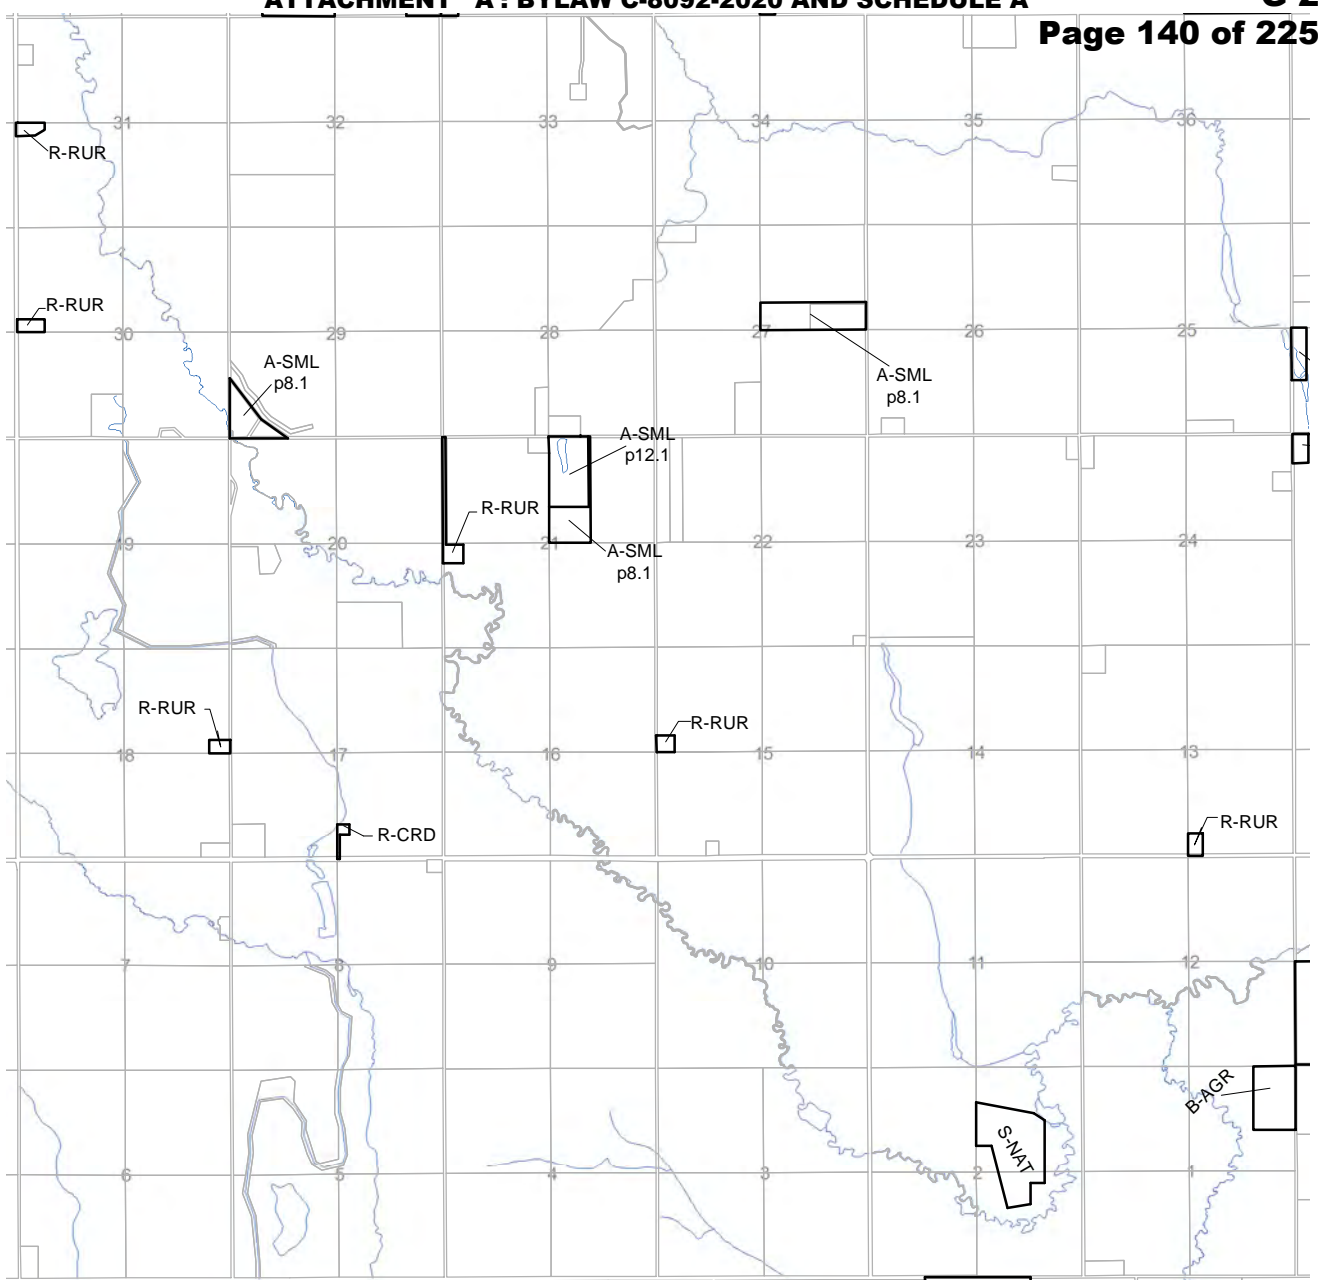 ATTACHMENT 'A': BYLAW C-8092-2020 AND SCHEDULE A
Page 140 of 225
31
32
33
34
35
36
R-RUR
R-RUR
30
29
28
27
26
25
A-SML
p8.1
A-SML
p8.1
A-SML
p12.1
R-RUR
19
20
21
22
23
24
A-SML
p8.1
R-RUR
R-RUR
18
17
16
15
14
13
R-CRD
R-RUR
7
8
9
10
11
12
B-AGR
S-NAT
6
5
4
3
2
1